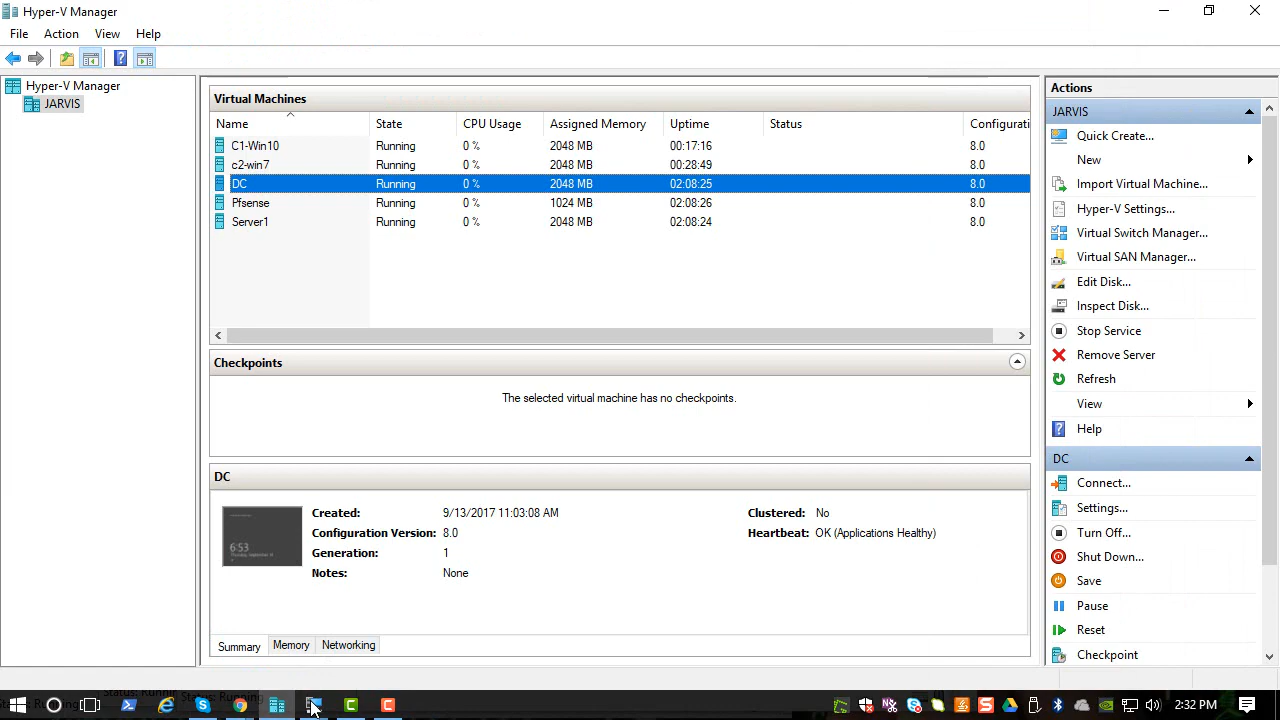 Hyper-V Manager
File Action View Help
Hyper-V Manager
JARVIS
Virtual Machines
Name State CPU Usage Assigned Memory Uptime Status Configurati
C1-Win10 Running 0 % 2048 MB 00:17:16 8.0
c2-win7 Running 0 % 2048 MB 00:28:49 8.0
DC Running 0 % 2048 MB 02:08:25 8.0
Pfsense Running 0 % 1024 MB 02:08:26 8.0
Server1 Running 0 % 2048 MB 02:08:24 8.0
Checkpoints
The selected virtual machine has no checkpoints.
DC
6:53
Created: 9/13/2017 11:03:08 AM Clustered: No
Configuration Version: 8.0 Heartbeat: OK (Applications Healthy)
Generation: 1
Notes: None
Summary Memory Networking
Actions
JARVIS
Quick Create...
New
Import Virtual Machine...
Hyper-V Settings...
Virtual Switch Manager...
Virtual SAN Manager...
Edit Disk...
Inspect Disk...
Stop Service
Remove Server
Refresh
View
Help
DC
Connect...
Settings...
Turn Off...
Shut Down...
Save
Pause
Reset
Checkpoint
2:32 PM